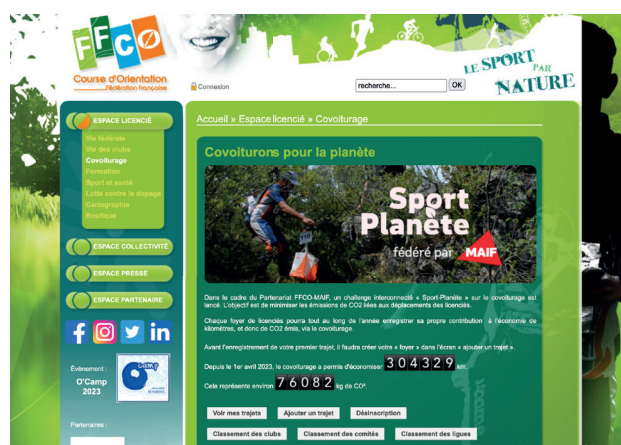 FFCO
Course d'Orientation
Fédération Française
LE SPORT
PAR
NATURE
Connexion
recherche...
OK
ESPACE LICENCIÉ
Vie fédérale
Vie des clubs
Covoiturage
Formation
Sport et santé
Lutte contre le dopage
Cartographie
Boutique
ESPACE COLLECTIVITÉ
ESPACE PRESSE
ESPACE PARTENAIRE
Évènement :
O'Camp
2023
Partenaires :
Accueil » Espace licencié » Covoiturage
Covoiturons pour la planète
Sport
Planète
fédéré par MAIF
Dans le cadre du Partenariat FFCO-MAIF, un challenge interconnecté « Sport-Planète » sur le covoiturage est
lancé. L'objectif est de minimiser les émissions de CO2 liées aux déplacements des licenciés.
Chaque foyer de licenciés pourra tout au long de l'année enregistrer sa propre contribution à l'économie de
kilomètres, et donc de CO2 émis, via le covoiturage.
Avant l'enregistrement de votre premier trajet, il faudra créer votre « foyer » dans l'écran « ajouter un trajet ».
Depuis le 1er avril 2023, le covoiturage a permis d'économiser 304329 km.
Cela représente environ 76082 kg de CO².
Voir mes trajets
Ajouter un trajet
Désinscription
Classement des clubs
Classement des comités
Classement des ligues